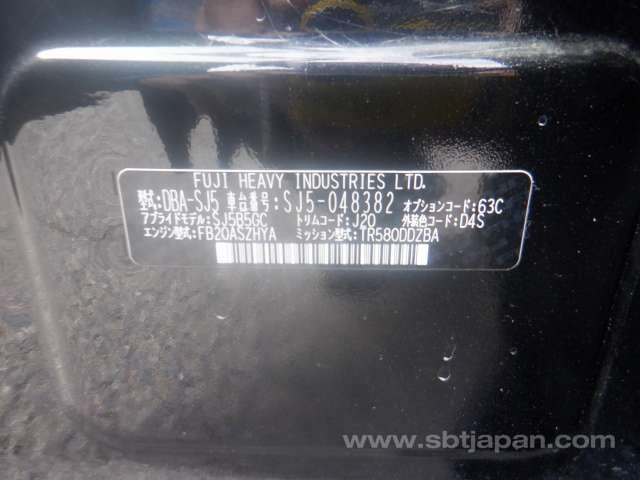 FUJI HEAVY INDUSTRIES LTD.
型式:DBA-SJ5 車台番号:SJ5-048382 オプションコード:63C
アプライドモデル:SJ5B5GC トリムコード:J20 外装色コード:D4S
エンジン型式:FB20ASZHYA ミッション型式:TR580DDZBA
www.sbtjapan.com